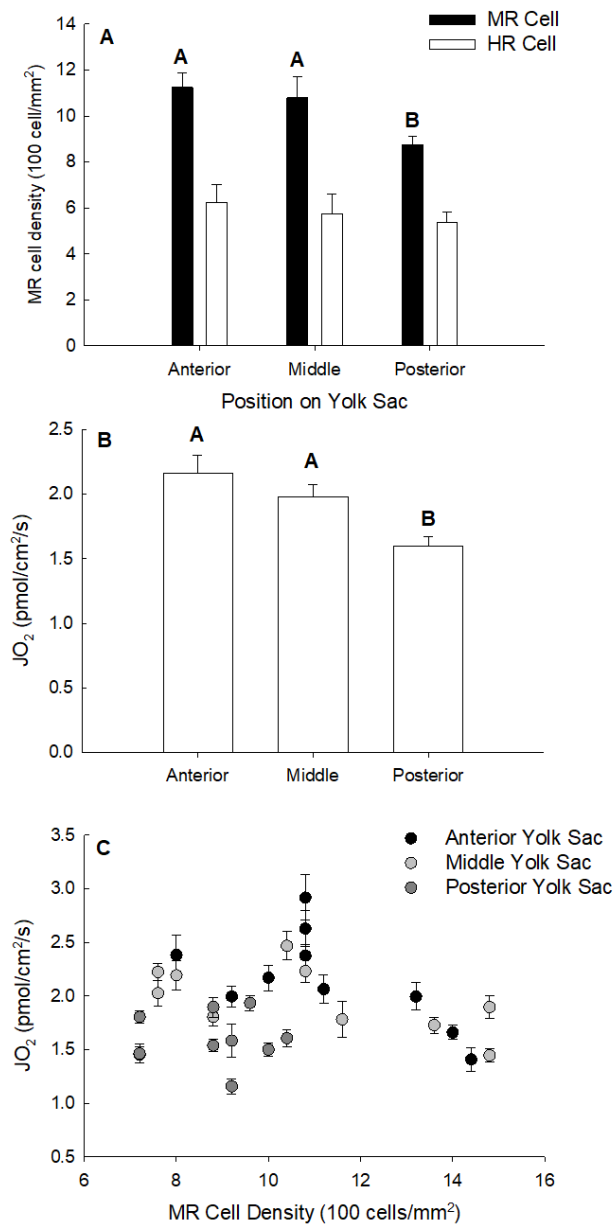 A
MR Cell
HR Cell
MR cell density (100 cell/mm²)
14
12
10
8
6
4
2
0
A
A
B
Anterior Middle Posterior
Position on Yolk Sac
B
JO₂ (pmol/cm²/s)
2.5
2.0
1.5
1.0
0.5
0.0
A
A
B
Anterior Middle Posterior
C
Anterior Yolk Sac
Middle Yolk Sac
Posterior Yolk Sac
JO₂ (pmol/cm²/s)
3.5
3.0
2.5
2.0
1.5
1.0
0.5
6 8 10 12 14 16
MR Cell Density (100 cells/mm²)